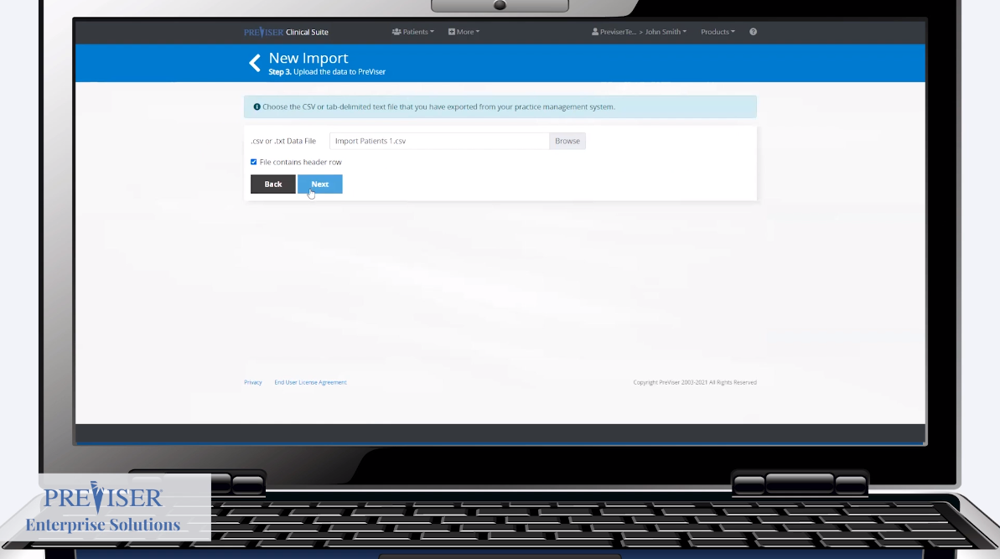 PREVISER Clinical Suite
Patients
More
PreviserTe... > John Smith
Products
New Import
Step 3. Upload the data to PreViser
Choose the CSV or tab-delimited text file that you have exported from your practice management system.
.csv or .txt Data File
Import Patients 1.csv
Browse
File contains header row
Back
Next
Privacy
End User License Agreement
Copyright PreViser 2003-2021 All Rights Reserved
PREVISER
Enterprise Solutions